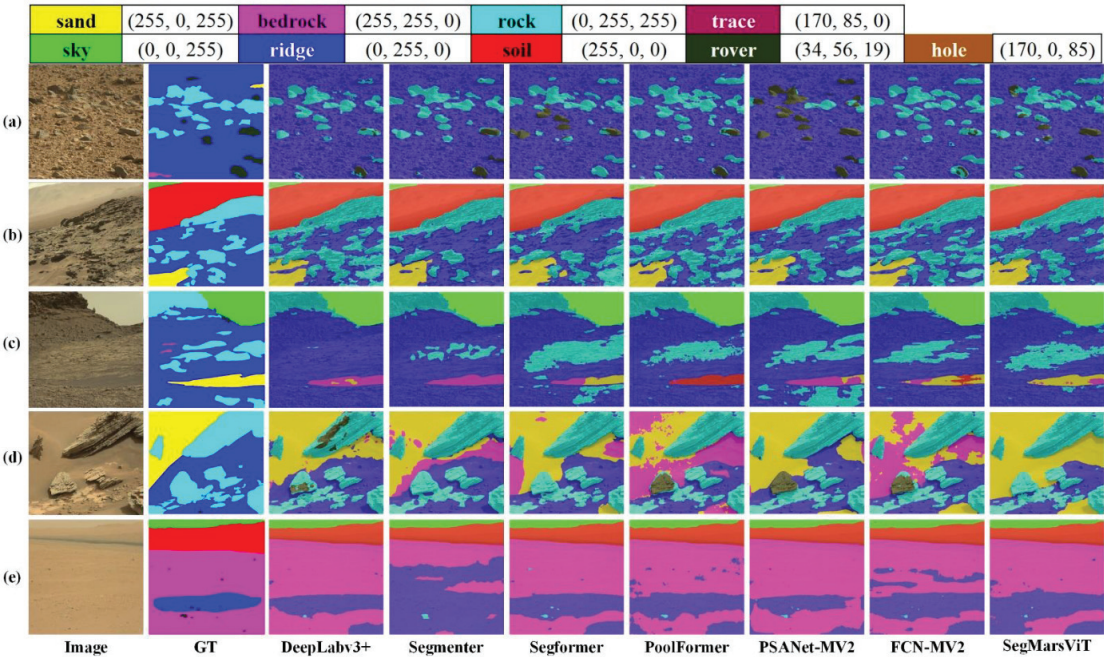 sand (255, 0, 255) bedrock (255, 255, 0) rock (0, 255, 255) trace (170, 85, 0)
sky (0, 0, 255) ridge (0, 255, 0) soil (255, 0, 0) rover (34, 56, 19) hole (170, 0, 85)
(a)
(b)
(c)
(d)
(e)
Image GT DeepLabv3+ Segmenter Segformer PoolFormer PSANet-MV2 FCN-MV2 SegMarsViT